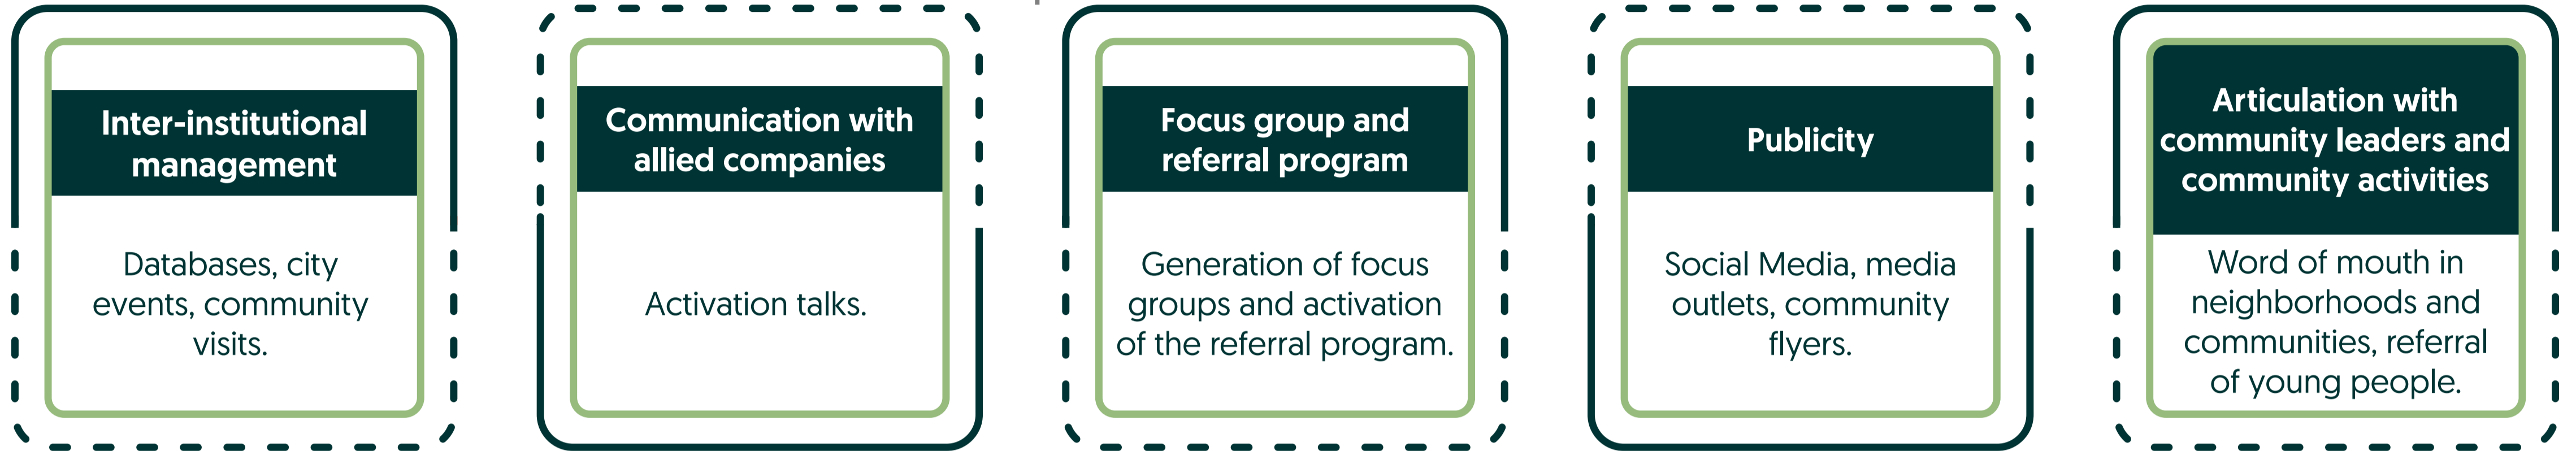 Inter-institutional
management
Databases, city
events, community
visits.
Communication with
allied companies
Activation talks.
Focus group and
referral program
Generation of focus
groups and activation
of the referral program.
Publicity
Social Media, media
outlets, community
flyers.
Articulation with
community leaders and
community activities
Word of mouth in
neighborhoods and
communities, referral
of young people.